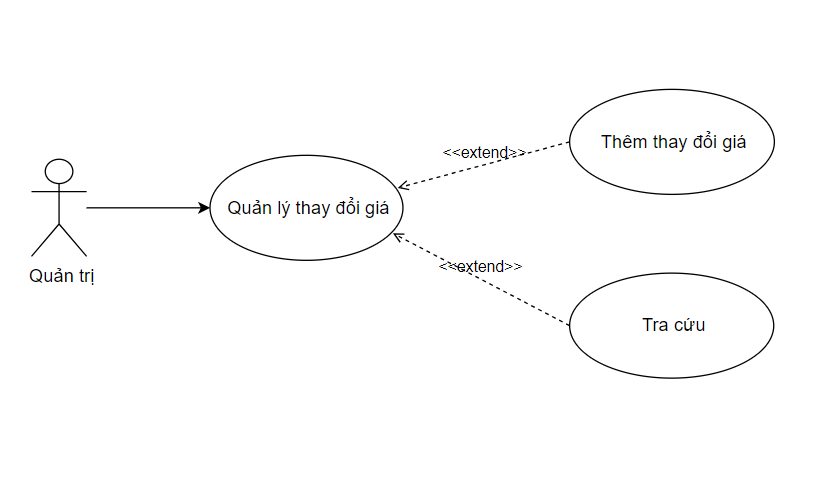 Quản trị
Quản lý thay đổi giá
<<extend>>
Thêm thay đổi giá
<<extend>>
Tra cứu